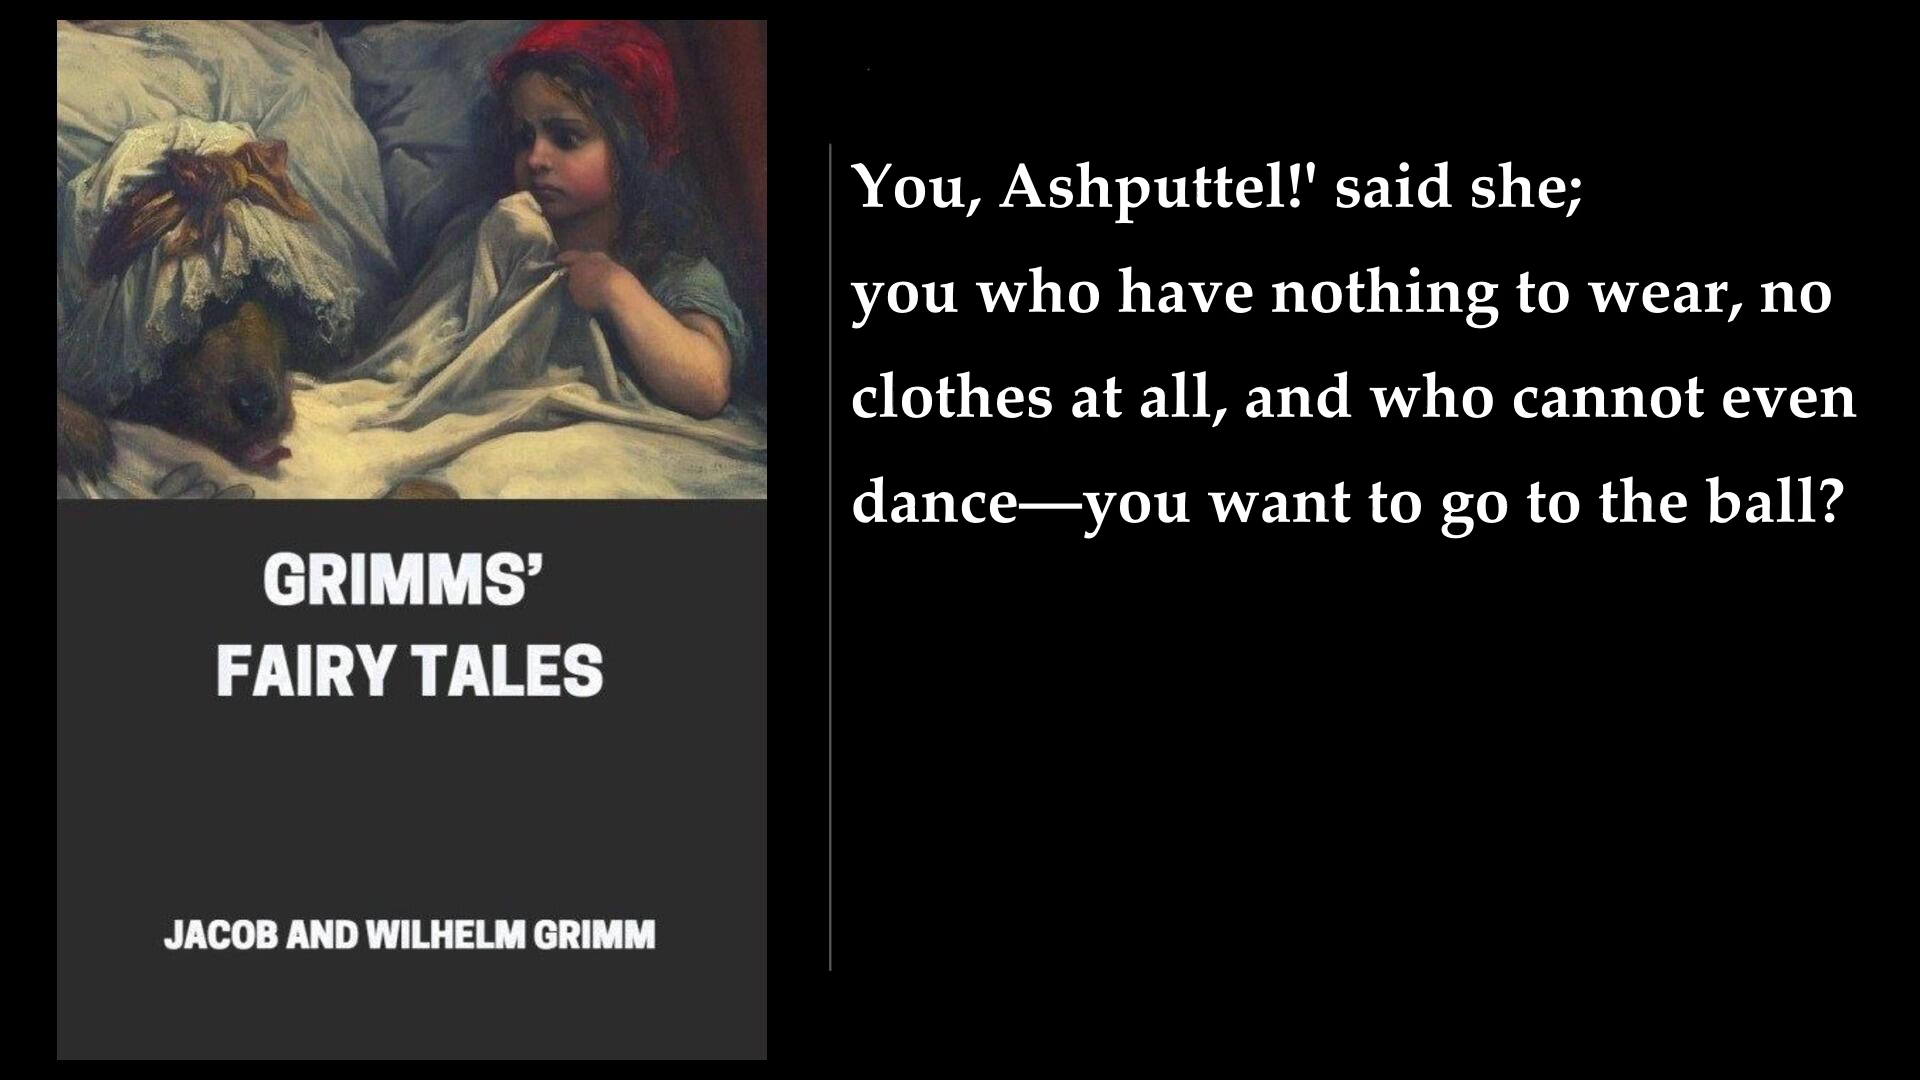 GRIMMS’
FAIRY TALES
JACOB AND WILHELM GRIMM
You, Ashputtel!' said she;
you who have nothing to wear, no
clothes at all, and who cannot even
dance—you want to go to the ball?